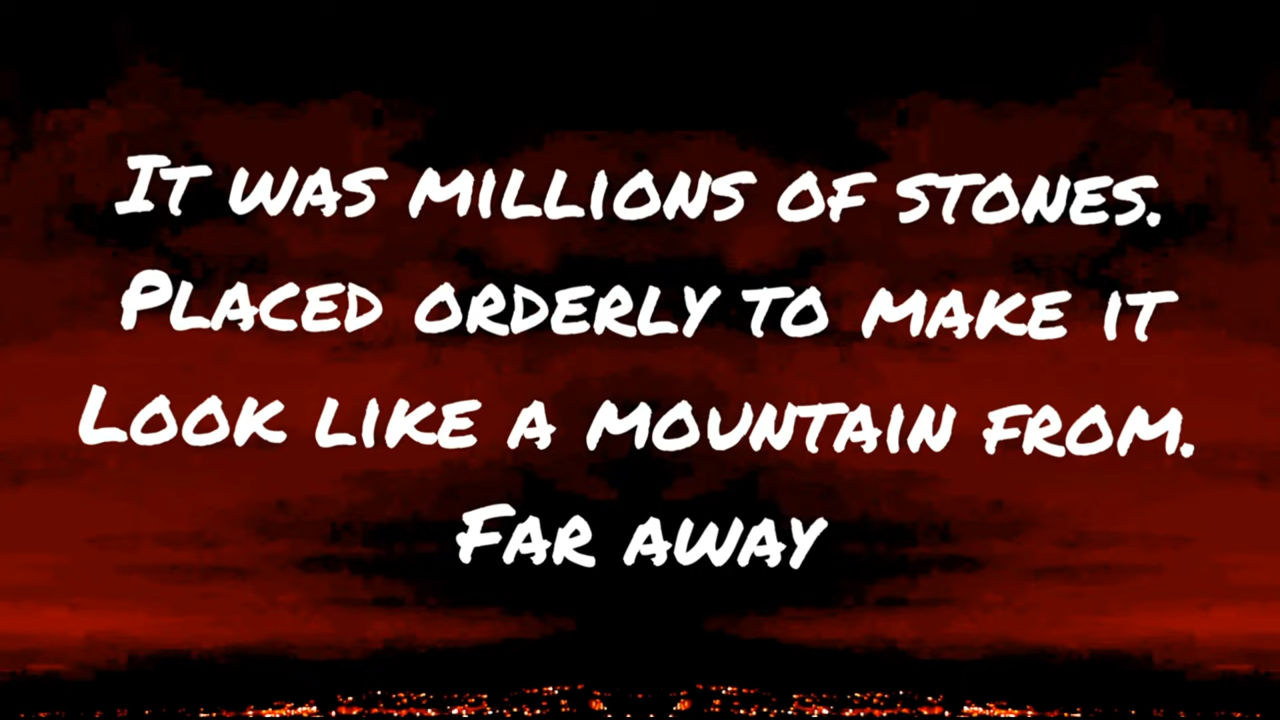 It was millions of stones.
Placed orderly to make it
Look like a mountain from.
Far away